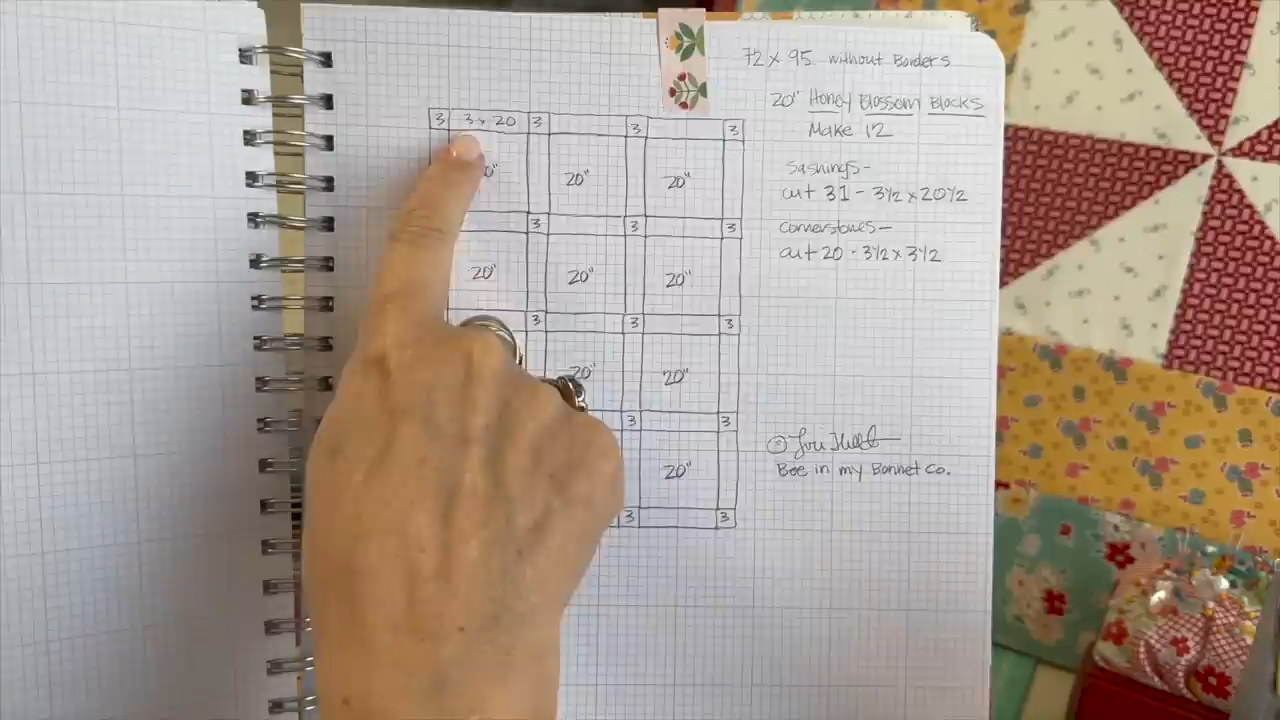 72 x 95 without Borders
20" Honey Blossom Blocks
Make 12
Sashings-
cut 31 - 3½ x 20½
Cornerstones-
cut 20 - 3½ x 3½
3 3 x 20 3 3 3
20" 20"
3 3 3
20" 20" 20"
3 3 3
20" 20"
3 3
20"
3 3
©
Bee in my Bonnet Co.